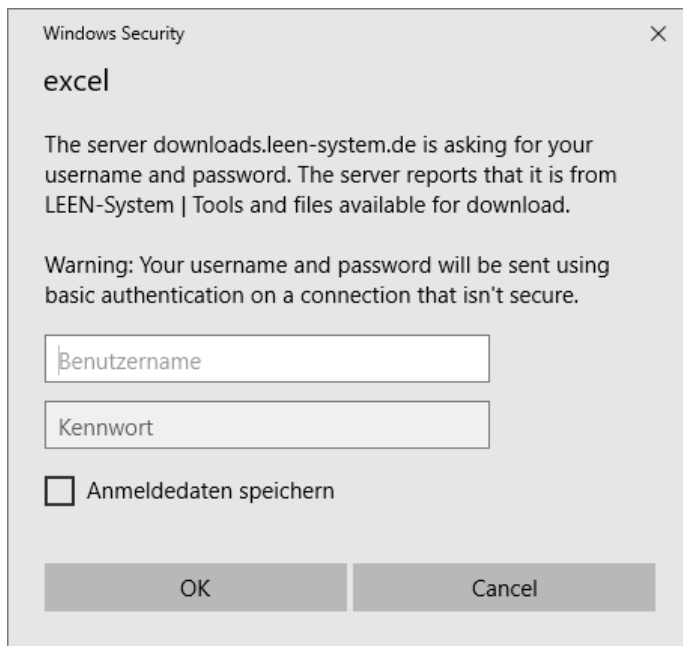 Windows Security
excel
The server downloads.leen-system.de is asking for your
username and password. The server reports that it is from
LEEN-System | Tools and files available for download.
Warning: Your username and password will be sent using
basic authentication on a connection that isn't secure.
Benutzername
Kennwort
Anmeldedaten speichern
OK
Cancel